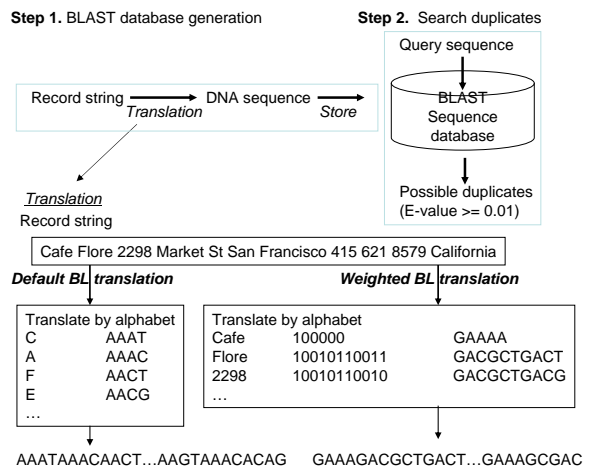 Step 1. BLAST database generation
Step 2. Search duplicates
Query sequence
Record string
Translation
DNA sequence
Store
BLAST
Sequence
database
Possible duplicates
(E-value >= 0.01)
Translation
Record string
Cafe Flore 2298 Market St San Francisco 415 621 8579 California
Default BL translation
Weighted BL translation
Translate by alphabet
C AAAT
A AAAC
F AACT
E AACG
…
Translate by alphabet
Cafe 100000 GAAAA
Flore 10010110011 GACGCTGACT
2298 10010110010 GACGCTGACG
…
AAATAAACAACT…AAGTAAACACAG
GAAAGACGCTGACT…GAAAGCGAC